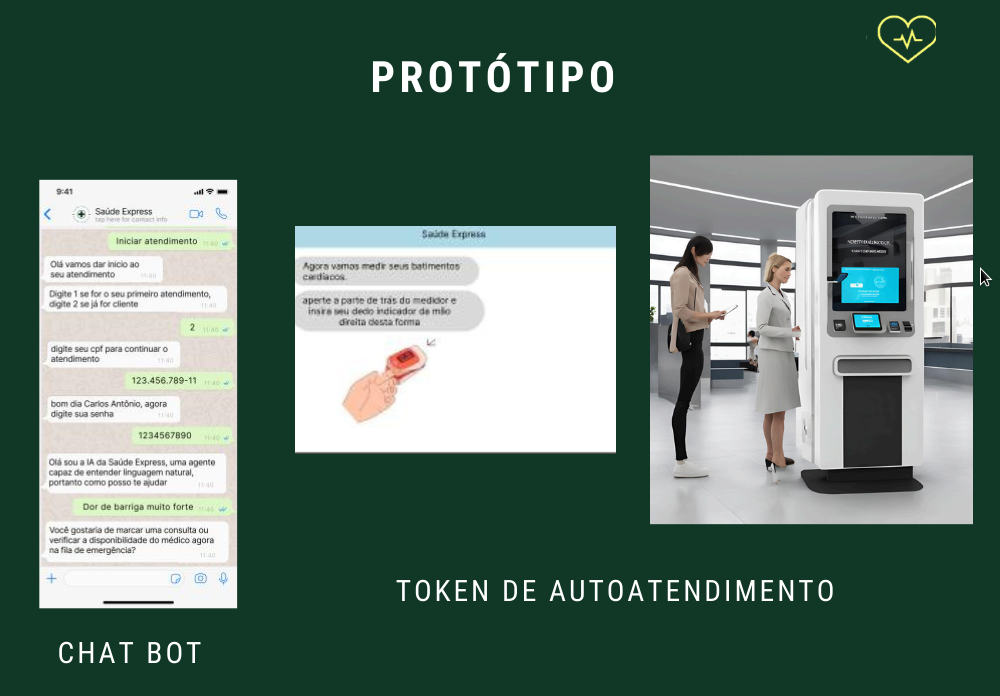 PROTÓTIPO
9:41
Saúde Express
tap here for contact info
Iniciar atendimento 11:40
Olá vamos dar inicio ao
seu atendimento 11:40
Digite 1 se for o seu primeiro atendimento,
digite 2 se já for cliente 11:40
2 11:40
digite seu cpf para continuar o
atendimento 11:40
123.456.789-11 11:40
bom dia Carlos Antônio, agora
digite sua senha 11:40
1234567890 11:40
Olá sou a IA da Saúde Express, uma agente
capaz de entender linguagem natural,
portanto como posso te ajudar 11:40
Dor de barriga muito forte 11:40
Você gostaria de marcar uma consulta ou
verificar a disponibilidade do médico agora
na fila de emergência? 11:40
CHAT BOT
Saúde Express
Agora vamos medir seus batimentos
cardíacos.
aperte a parte de trás do medidor e
insira seu dedo indicador da mão
direita desta forma
TOKEN DE AUTOATENDIMENTO